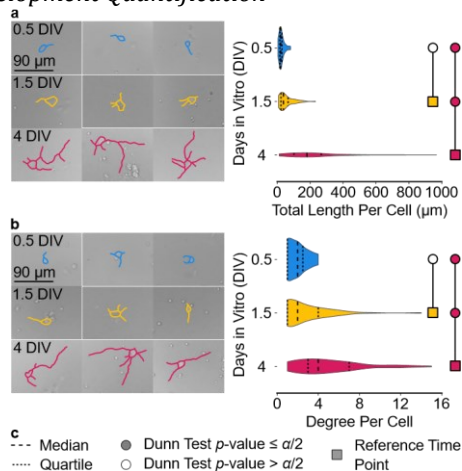 elopment Quantification
a
0.5 DIV
90 µm
1.5 DIV
4 DIV
Days in Vitro (DIV)
0.5
1.5
4
0 200 400 600 800 1000
Total Length Per Cell (µm)
b
0.5 DIV
90 µm
1.5 DIV
4 DIV
Days in Vitro (DIV)
0.5
1.5
4
0 4 8 12 16
Degree Per Cell
c
Median
Quartile
Dunn Test p-value ≤ α/2
Dunn Test p-value > α/2
Reference Time
Point